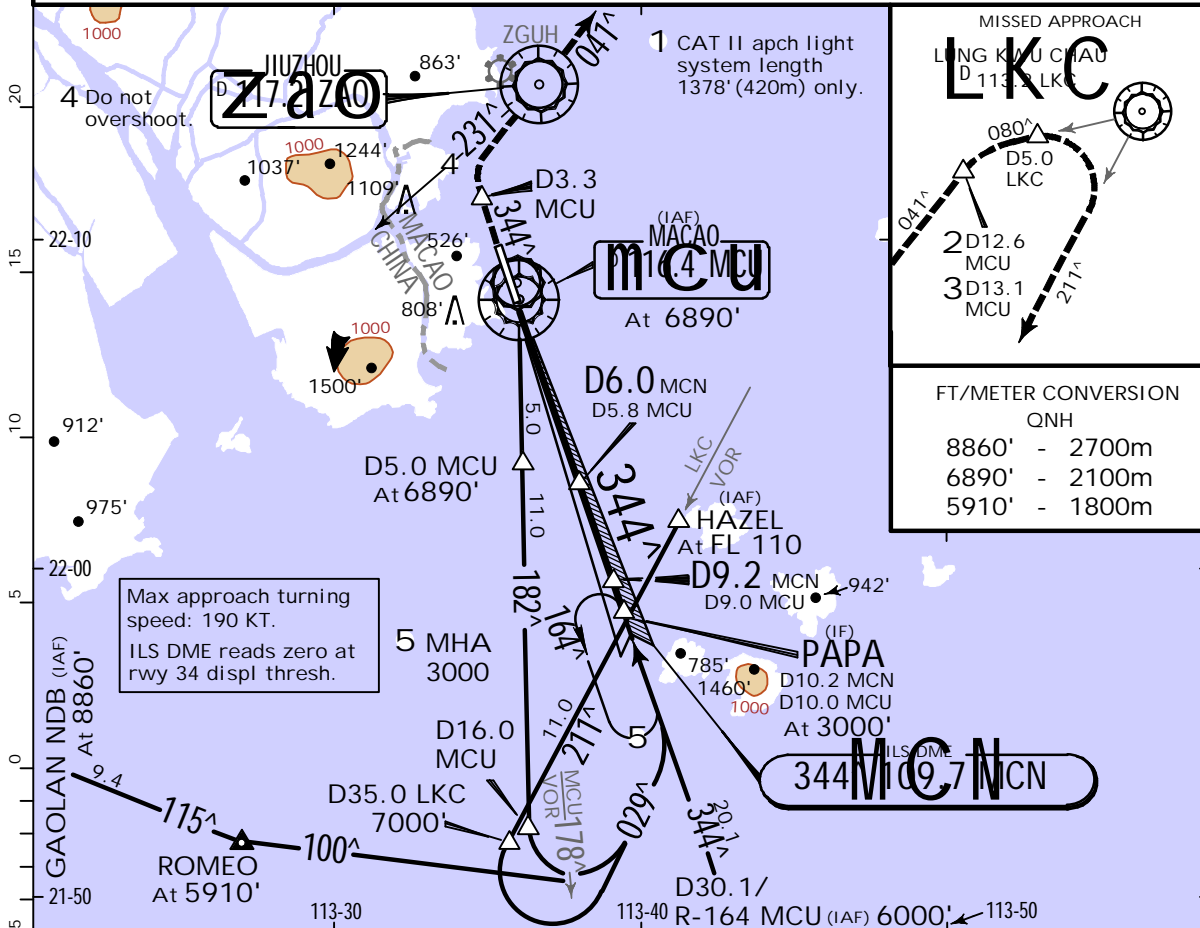 1000
ZGUH
041^
1 CAT II apch light
system length
1378' (420m) only.
MISSED APPROACH
LUNG KWU CHAU
D 113.2 LKC
LKC
080^
D5.0
LKC
041^
2 D12.6
MCU
3 D13.1
MCU
211^
863'
JIUZHOU
D 117.2 ZAO
zao
4 Do not
overshoot.
20
231^
4
1000
1244'
1037'
1109'
D3.3
MCU
344^
MACAO
CHINA
526'
(IAF)
MACAO
D 116.4 MCU
mcu
At 6890'
22-10
15
808'
1000
1500'
FT/METER CONVERSION
QNH
8860' - 2700m
6890' - 2100m
5910' - 1800m
D6.0 MCN
D5.8 MCU
5.0
10
912'
D5.0 MCU
At 6890'
LKC
VOR
344^
11.0
975'
(IAF)
HAZEL
At FL 110
22-00
5
D9.2 MCN
D9.0 MCU
942'
182^
164^
Max approach turning
speed: 190 KT.
ILS DME reads zero at
rwy 34 displ thresh.
5 MHA
3000
(IF)
PAPA
D10.2 MCN
D10.0 MCU
At 3000'
785'
1460'
1000
GAOLAN NDB (IAF)
At 8860'
D16.0
MCU
11.0
211^
5
ILS DME
344^ 109.7 MCN
MCN
0
9.4
115^
D35.0 LKC
7000'
MCU
VOR
178^
029^
20.1
344^
100^
ROMEO
At 5910'
D30.1/
R-164 MCU (IAF) 6000'
21-50
113-30
113-40
113-50
5